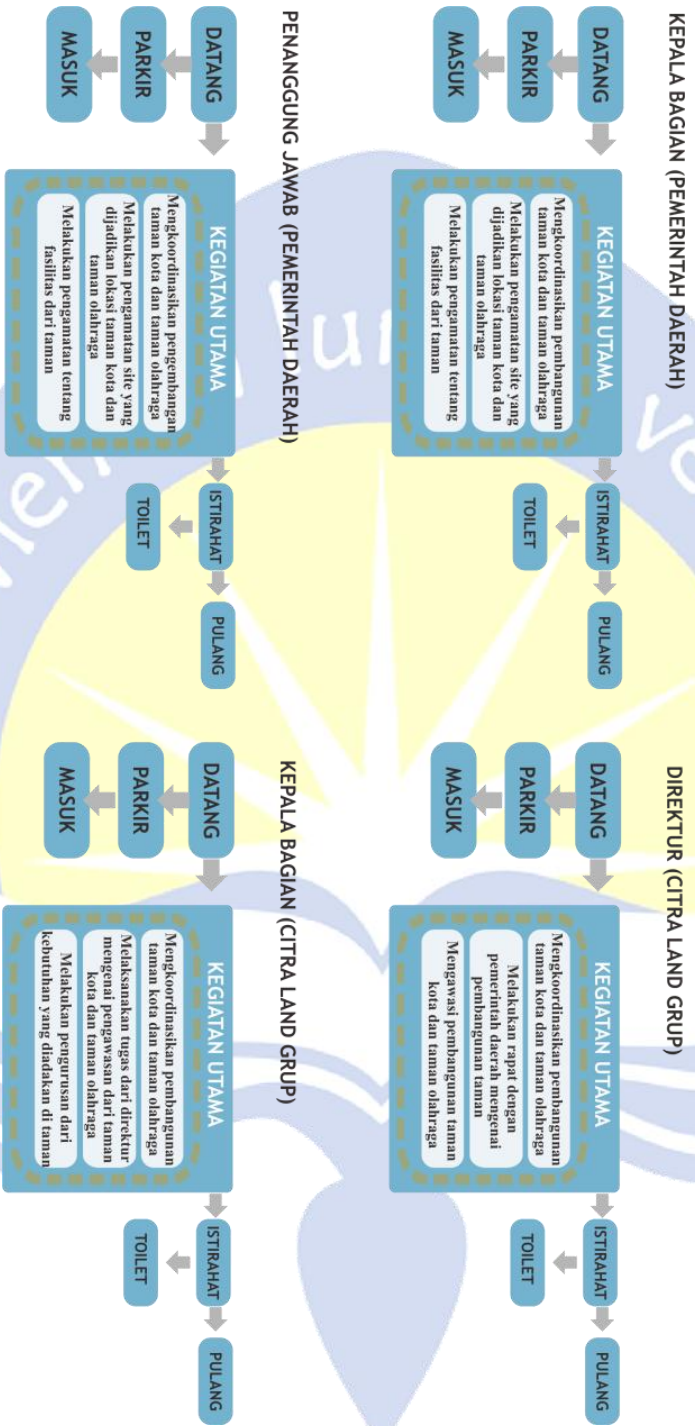 KEPALA BAGIAN (PEMERINTAH DAERAH)
DATANG
PARKIR
MASUK
KEGIATAN UTAMA
Mengkoordinasikan pembangunan
taman kota dan taman olahraga
Melakukan pengamatan site yang
dijadikan lokasi taman kota dan
taman olahraga
Melakukan pengamatan tentang
fasilitas dari taman
ISTIRAHAT
TOILET
PULANG
DIREKTUR (CITRA LAND GRUP)
DATANG
PARKIR
MASUK
KEGIATAN UTAMA
Mengkoordinasikan pembangunan
taman kota dan taman olahraga
Melakukan rapat dengan
pemerintah daerah mengenai
pembangunan taman
Mengawasi pembangunan taman
kota dan taman olahraga
ISTIRAHAT
TOILET
PULANG
PENANGGUNG JAWAB (PEMERINTAH DAERAH)
DATANG
PARKIR
MASUK
KEGIATAN UTAMA
Mengkoordinasikan pengembangan
taman kota dan taman olahraga
Melakukan pengamatan site yang
dijadikan lokasi taman kota dan
taman olahraga
Melakukan pengamatan tentang
fasilitas dari taman
ISTIRAHAT
TOILET
PULANG
KEPALA BAGIAN (CITRA LAND GRUP)
DATANG
PARKIR
MASUK
KEGIATAN UTAMA
Mengkoordinasikan pembangunan
taman kota dan taman olahraga
Melaksanakan tugas dari direktur
mengenai pengawasan dari taman
kota dan taman olahraga
Melakukan pengurusan dari
kebutuhan yang diadakan di taman
ISTIRAHAT
TOILET
PULANG